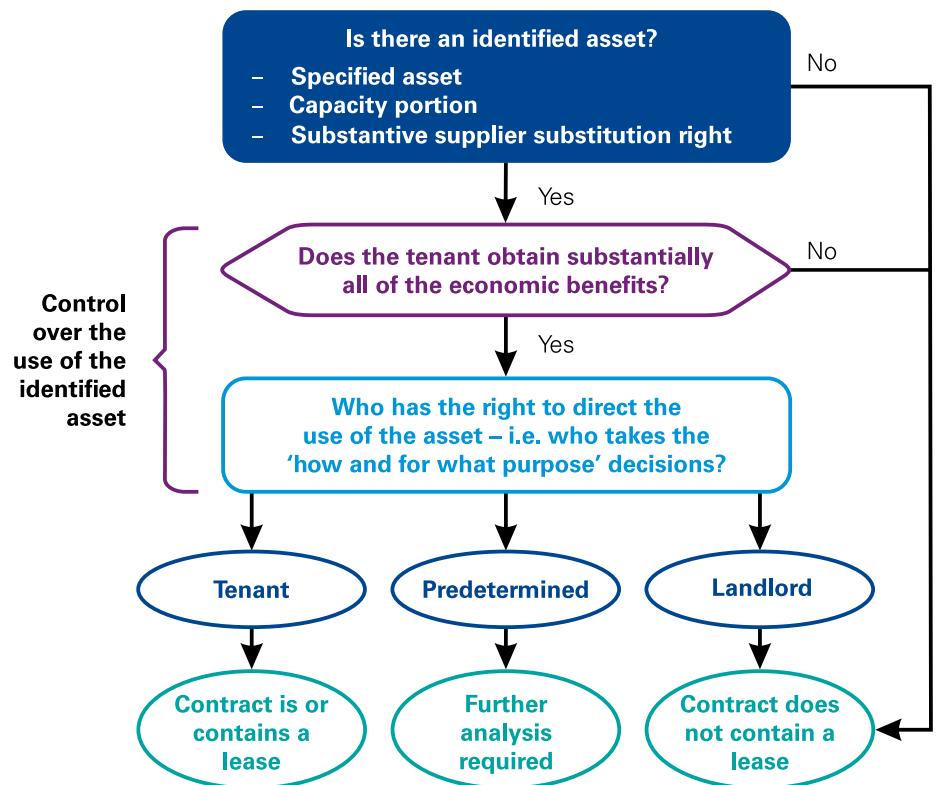 Is there an identified asset?
– Specified asset
– Capacity portion
– Substantive supplier substitution right
No
Yes
Does the tenant obtain substantially
all of the economic benefits?
No
Control
over the
use of the
identified
asset
Yes
Who has the right to direct the
use of the asset – i.e. who takes the
‘how and for what purpose’ decisions?
Tenant
Predetermined
Landlord
Contract is or
contains a
lease
Further
analysis
required
Contract does
not contain a
lease